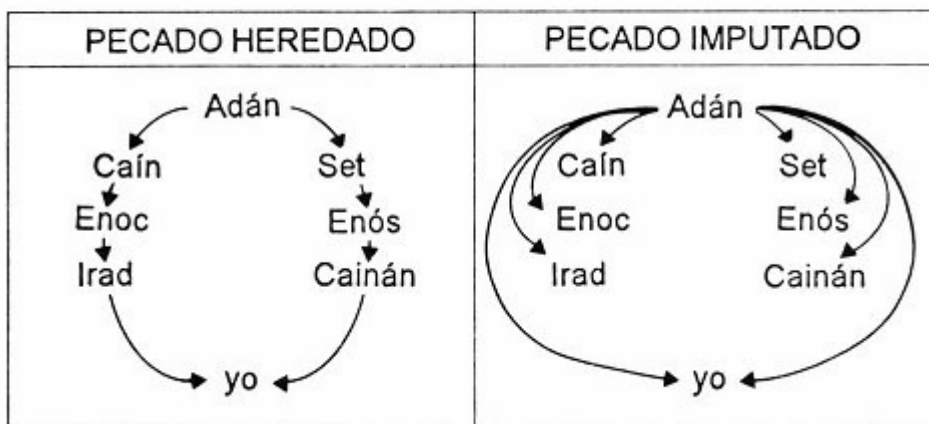 PECADO HEREDADO
Adán
Caín Set
Enoc Enós
Irad Cainán
yo
PECADO IMPUTADO
Adán
Caín Set
Enoc Enós
Irad Cainán
yo